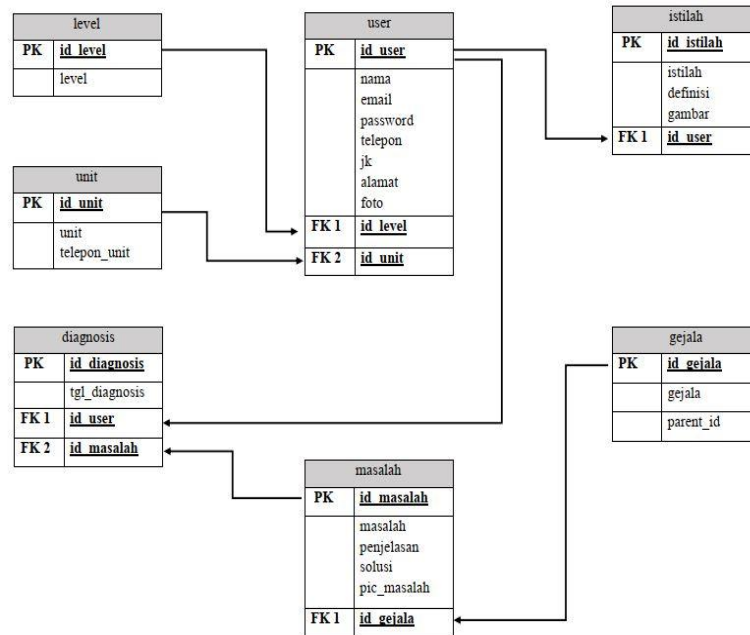 level
PK id_level
level
user
PK id_user
nama
email
password
telepon
jk
alamat
foto
FK 1 id_level
FK 2 id_unit
istilah
PK id_istilah
istilah
definisi
gambar
FK 1 id_user
unit
PK id_unit
unit
telepon_unit
diagnosis
PK id_diagnosis
tgl_diagnosis
FK 1 id_user
FK 2 id_masalah
masalah
PK id_masalah
masalah
penjelasan
solusi
pic_masalah
FK 1 id_gejala
gejala
PK id_gejala
gejala
parent_id